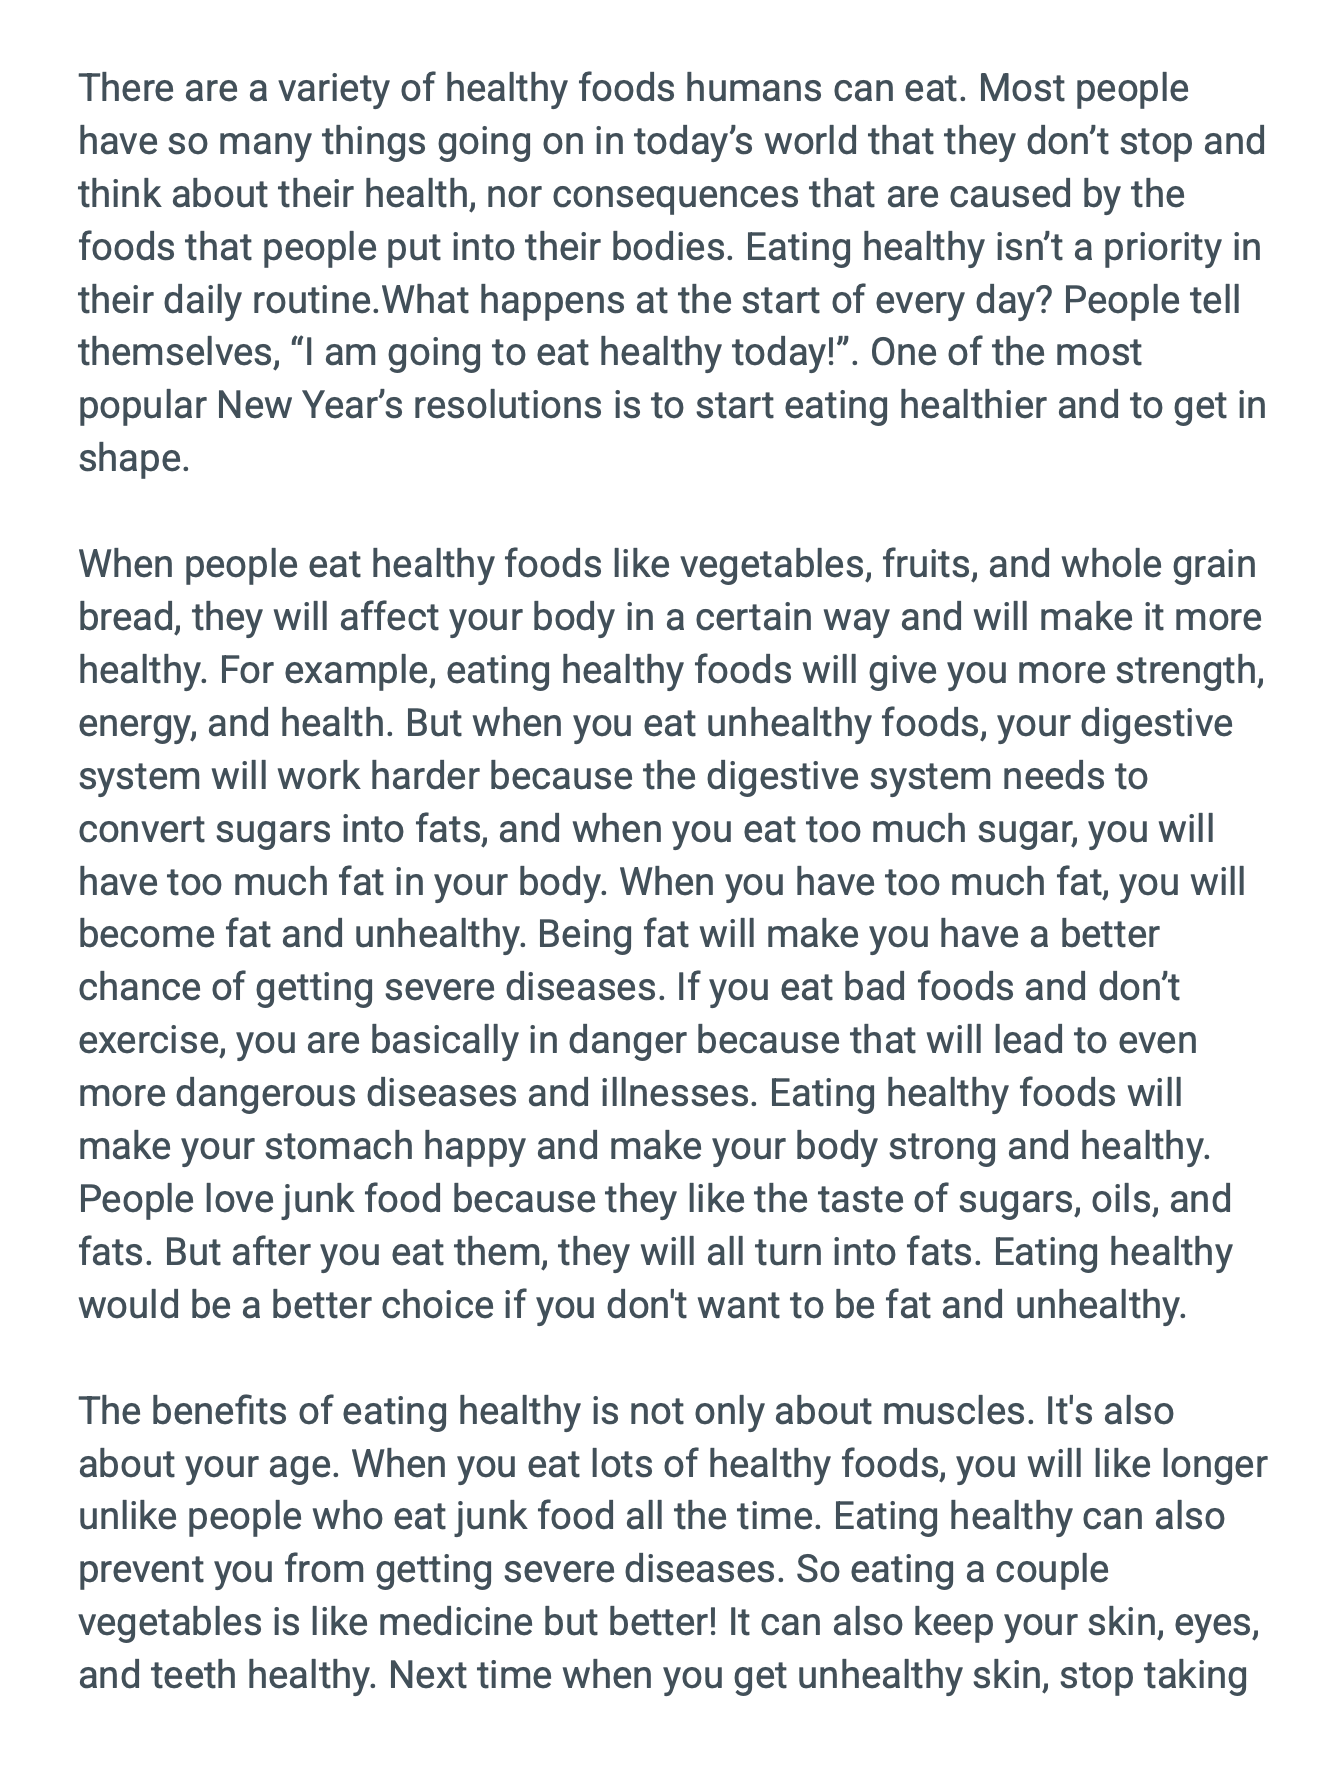 There are a variety of healthy foods humans can eat. Most people
have so many things going on in today’s world that they don’t stop and
think about their health, nor consequences that are caused by the
foods that people put into their bodies. Eating healthy isn’t a priority in
their daily routine.What happens at the start of every day? People tell
themselves, “I am going to eat healthy today!”. One of the most
popular New Year’s resolutions is to start eating healthier and to get in
shape.

When people eat healthy foods like vegetables, fruits, and whole grain
bread, they will affect your body in a certain way and will make it more
healthy. For example, eating healthy foods will give you more strength,
energy, and health. But when you eat unhealthy foods, your digestive
system will work harder because the digestive system needs to
convert sugars into fats, and when you eat too much sugar, you will
have too much fat in your body. When you have too much fat, you will
become fat and unhealthy. Being fat will make you have a better
chance of getting severe diseases. If you eat bad foods and don’t
exercise, you are basically in danger because that will lead to even
more dangerous diseases and illnesses. Eating healthy foods will
make your stomach happy and make your body strong and healthy.
People love junk food because they like the taste of sugars, oils, and
fats. But after you eat them, they will all turn into fats. Eating healthy
would be a better choice if you don't want to be fat and unhealthy.

The benefits of eating healthy is not only about muscles. It's also
about your age. When you eat lots of healthy foods, you will like longer
unlike people who eat junk food all the time. Eating healthy can also
prevent you from getting severe diseases. So eating a couple
vegetables is like medicine but better! It can also keep your skin, eyes,
and teeth healthy. Next time when you get unhealthy skin, stop taking